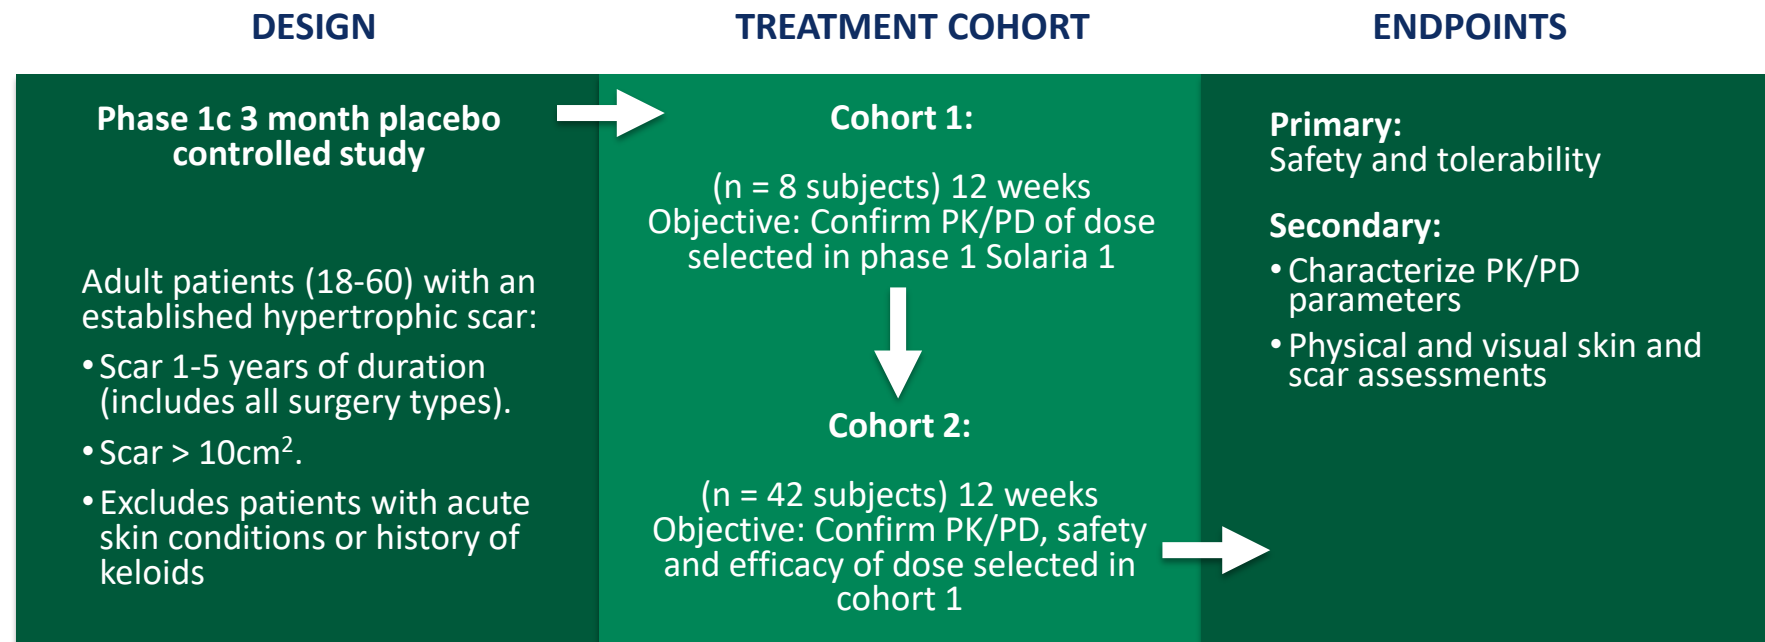 DESIGN
TREATMENT COHORT
ENDPOINTS
Phase 1c 3 month placebo
controlled study
Adult patients (18-60) with an
established hypertrophic scar:
• Scar 1-5 years of duration
(includes all surgery types).
• Scar > 10cm².
• Excludes patients with acute
skin conditions or history of
keloids
Cohort 1:
(n = 8 subjects) 12 weeks
Objective: Confirm PK/PD of dose
selected in phase 1 Solaria 1
Cohort 2:
(n = 42 subjects) 12 weeks
Objective: Confirm PK/PD, safety
and efficacy of dose selected in
cohort 1
Primary:
Safety and tolerability
Secondary:
• Characterize PK/PD
parameters
• Physical and visual skin and
scar assessments